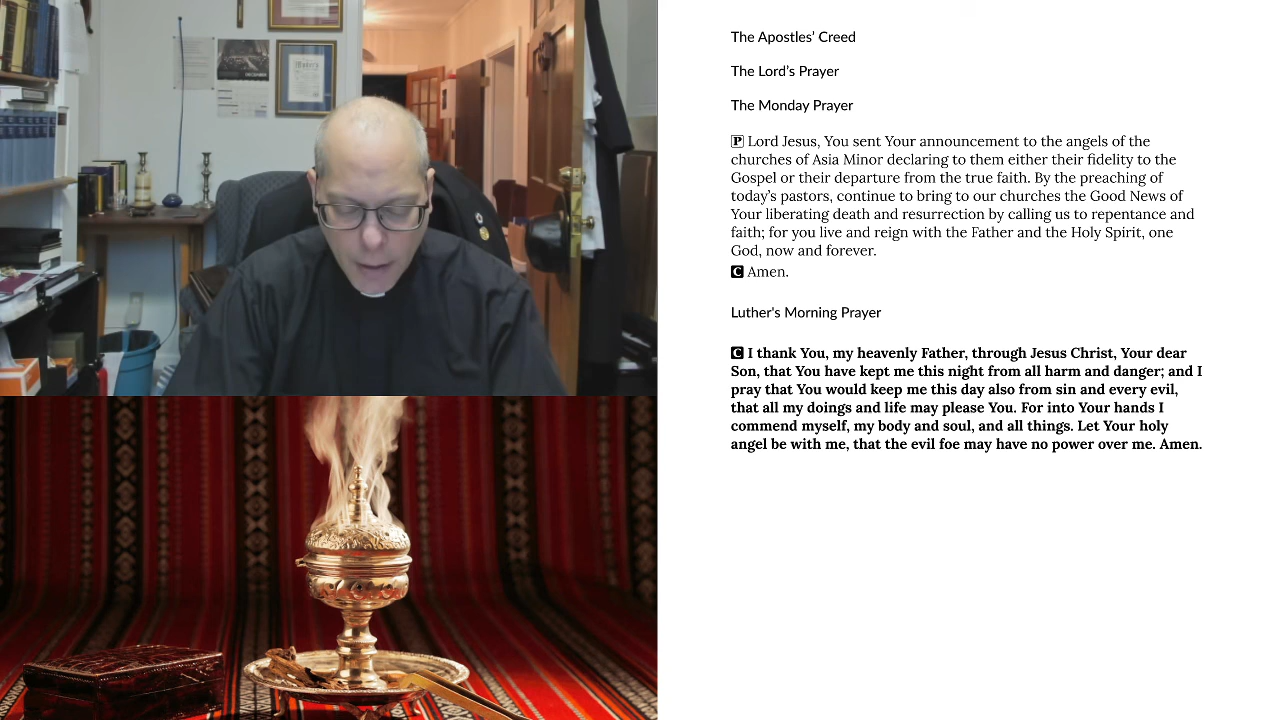 The Apostles' Creed
The Lord’s Prayer
The Monday Prayer
P Lord Jesus, You sent Your announcement to the angels of the
churches of Asia Minor declaring to them either their fidelity to the
Gospel or their departure from the true faith. By the preaching of
today’s pastors, continue to bring to our churches the Good News of
Your liberating death and resurrection by calling us to repentance and
faith; for you live and reign with the Father and the Holy Spirit, one
God, now and forever.
C Amen.
Luther's Morning Prayer
C I thank You, my heavenly Father, through Jesus Christ, Your dear
Son, that You have kept me this night from all harm and danger; and I
pray that You would keep me this day also from sin and every evil,
that all my doings and life may please You. For into Your hands I
commend myself, my body and soul, and all things. Let Your holy
angel be with me, that the evil foe may have no power over me. Amen.